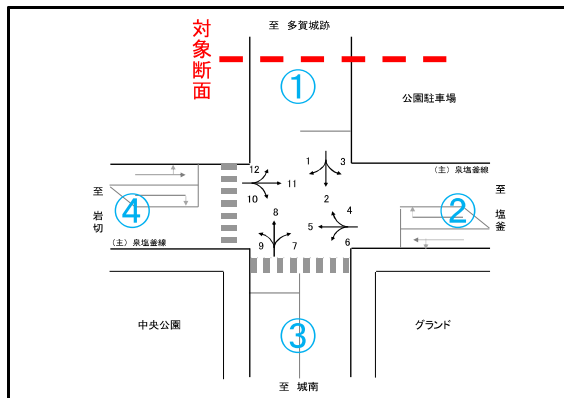 至 多賀城跡
対象断面
①
公園駐車場
1
3
12
11
10
2
(主) 泉塩釜線
至 岩切
④
②
至 塩釜
8
4
5
9
7
6
(主) 泉塩釜線
中央公園
③
グランド
至 城南